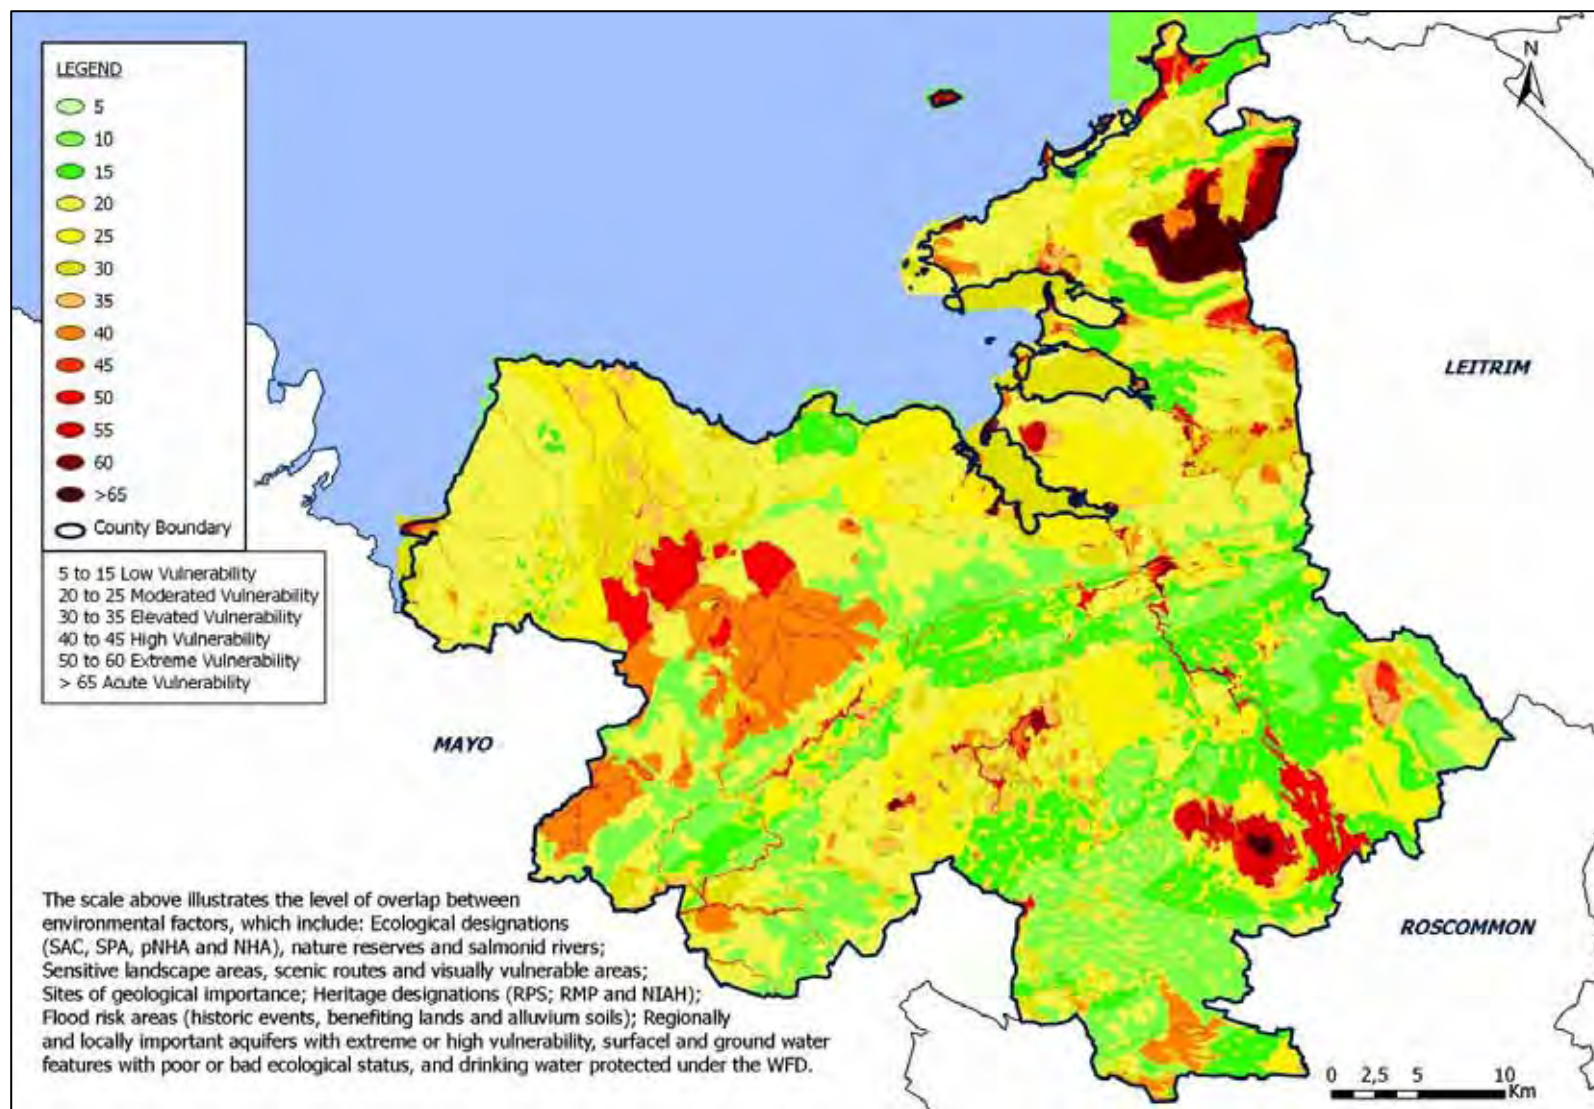 LEGEND
5
10
15
20
25
30
35
40
45
50
55
60
>65
County Boundary
5 to 15 Low Vulnerability
20 to 25 Moderated Vulnerability
30 to 35 Elevated Vulnerability
40 to 45 High Vulnerability
50 to 60 Extreme Vulnerability
> 65 Acute Vulnerability
N
LEITRIM
MAYO
ROSCOMMON
The scale above illustrates the level of overlap between
environmental factors, which include: Ecological designations
(SAC, SPA, pNHA and NHA), nature reserves and salmonid rivers;
Sensitive landscape areas, scenic routes and visually vulnerable areas;
Sites of geological importance; Heritage designations (RPS; RMP and NIAH);
Flood risk areas (historic events, benefiting lands and alluvium soils); Regionally
and locally important aquifers with extreme or high vulnerability, surfacel and ground water
features with poor or bad ecological status, and drinking water protected under the WFD.
0 2,5 5 10
Km